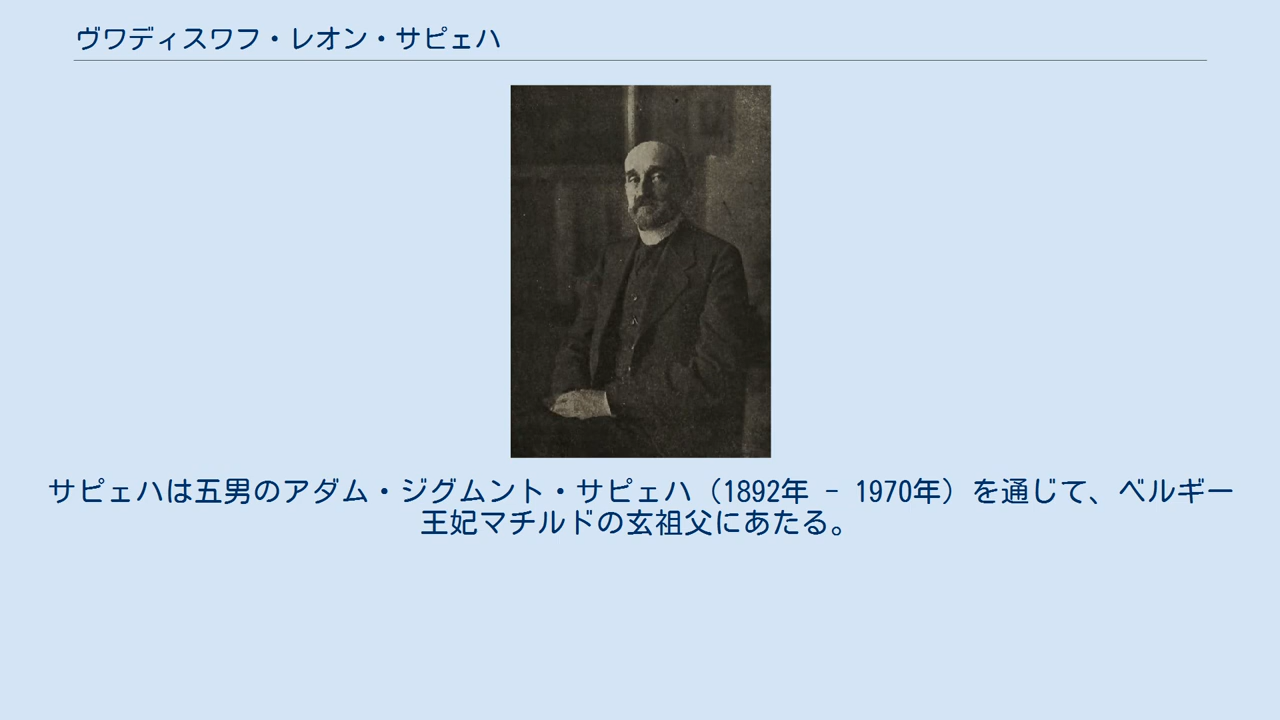 ヴワディスワフ・レオン・サピェハ
サピェハは五男のアダム・ジグムント・サピェハ（1892年 - 1970年）を通じて、ベルギー
王妃マチルドの玄祖父にあたる。